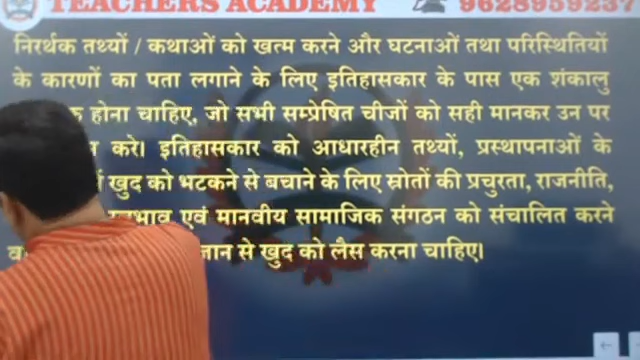 TEACHERS ACADEMY 9628959237
निरर्थक तथ्यों / कथाओं को खत्म करने और घटनाओं तथा परिस्थितियों
के कारणों का पता लगाने के लिए इतिहासकार के पास एक शंकालु
होना चाहिए, जो सभी सम्प्रेषित चीजों को सही मानकर उन पर
करे। इतिहासकार को आधारहीन तथ्यों, प्रस्थापनाओं के
खुद को भटकने से बचाने के लिए स्रोतों की प्रचुरता, राजनीति,
एवं मानवीय सामाजिक संगठन को संचालित करने
से खुद को लैस करना चाहिए।